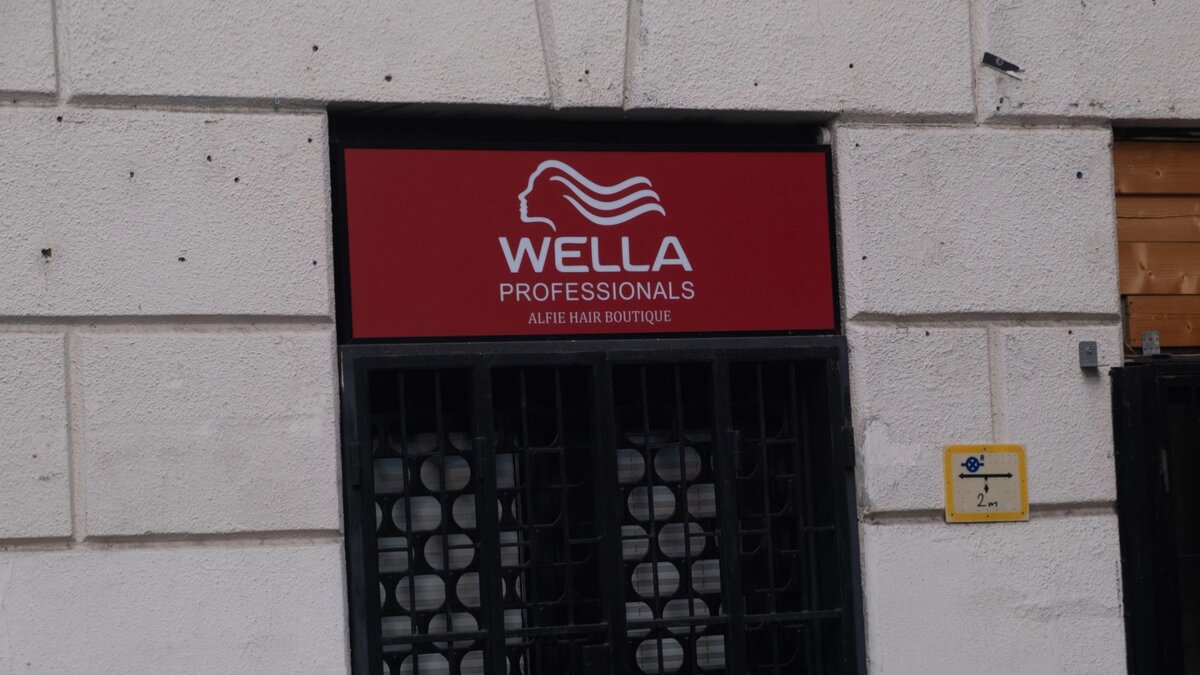 WELLA
PROFESSIONALS
ALFIE HAIR BOUTIQUE
R
2m